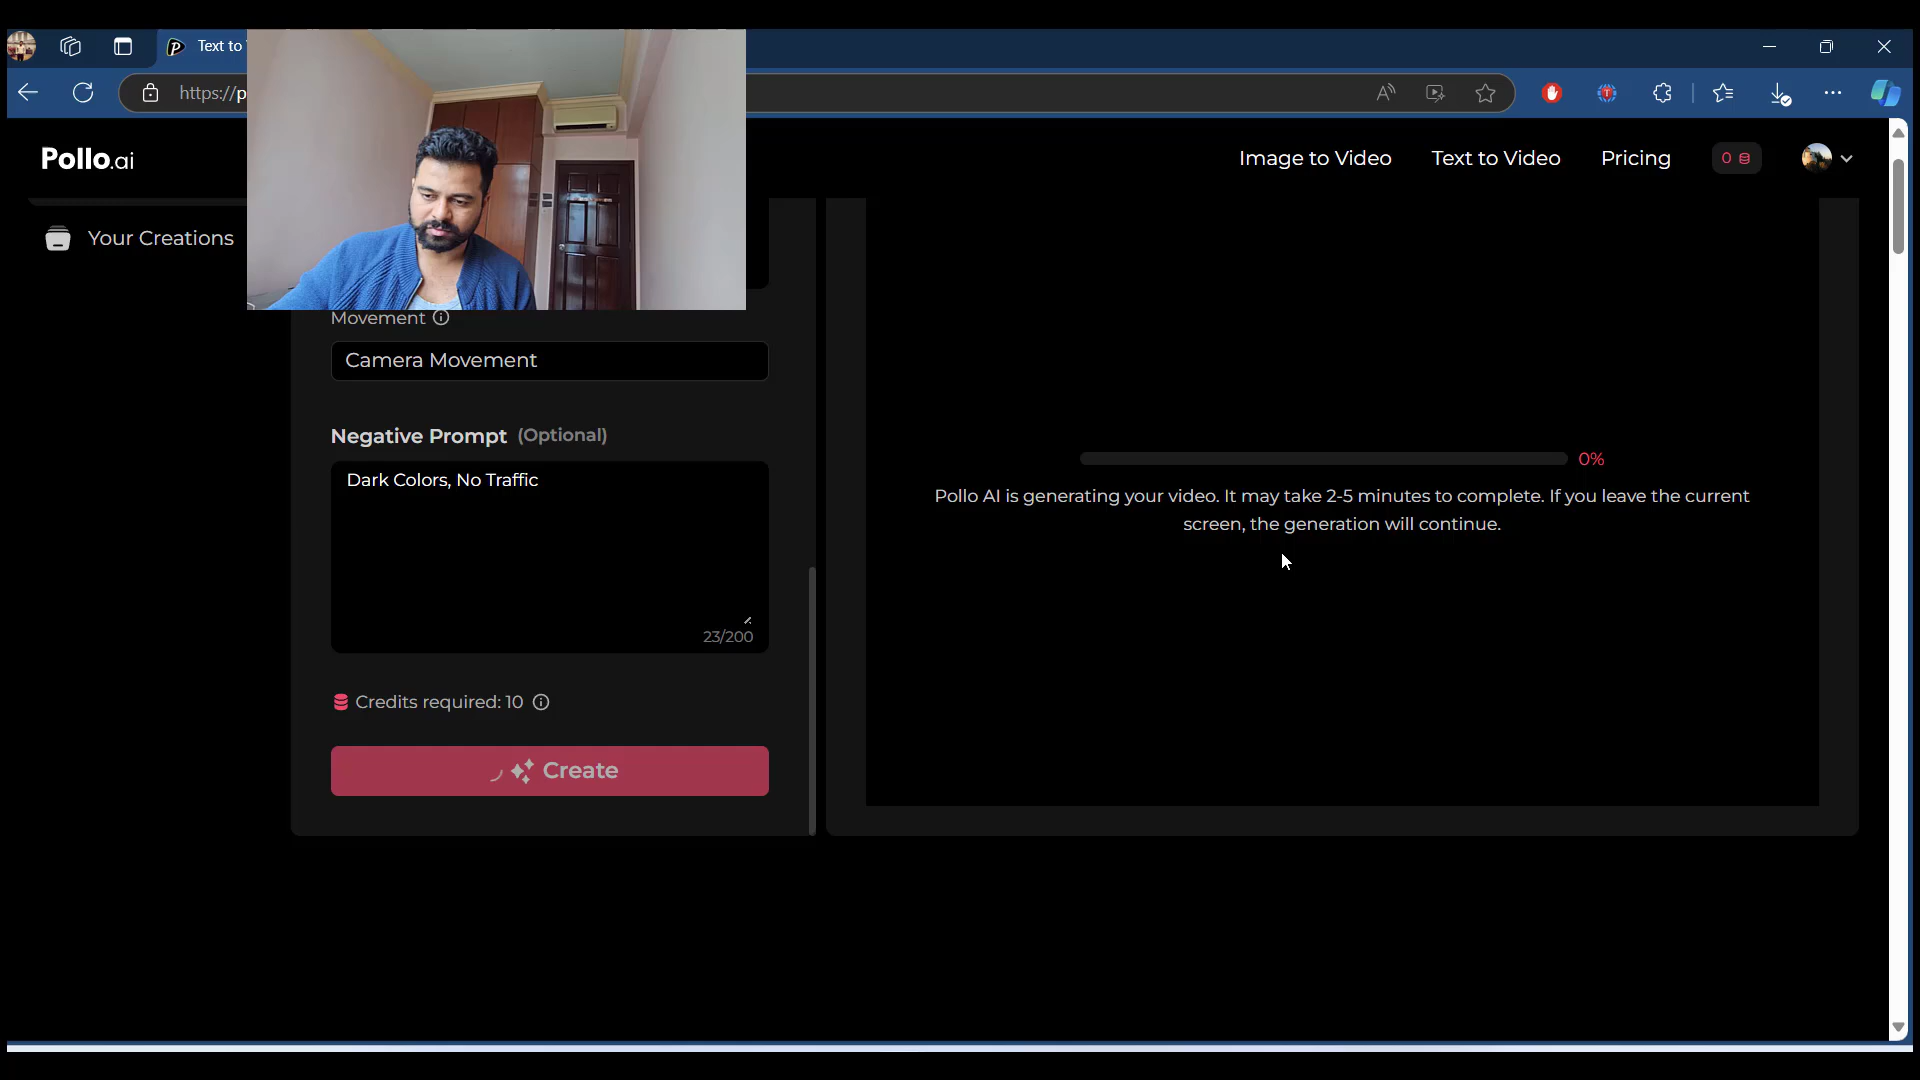 Text to
https://p
Pollo.ai
Image to Video
Text to Video
Pricing
0
Your Creations
Movement
Camera Movement
Negative Prompt (Optional)
Dark Colors, No Traffic
23/200
Credits required: 10
Create
0%
Pollo AI is generating your video. It may take 2-5 minutes to complete. If you leave the current
screen, the generation will continue.